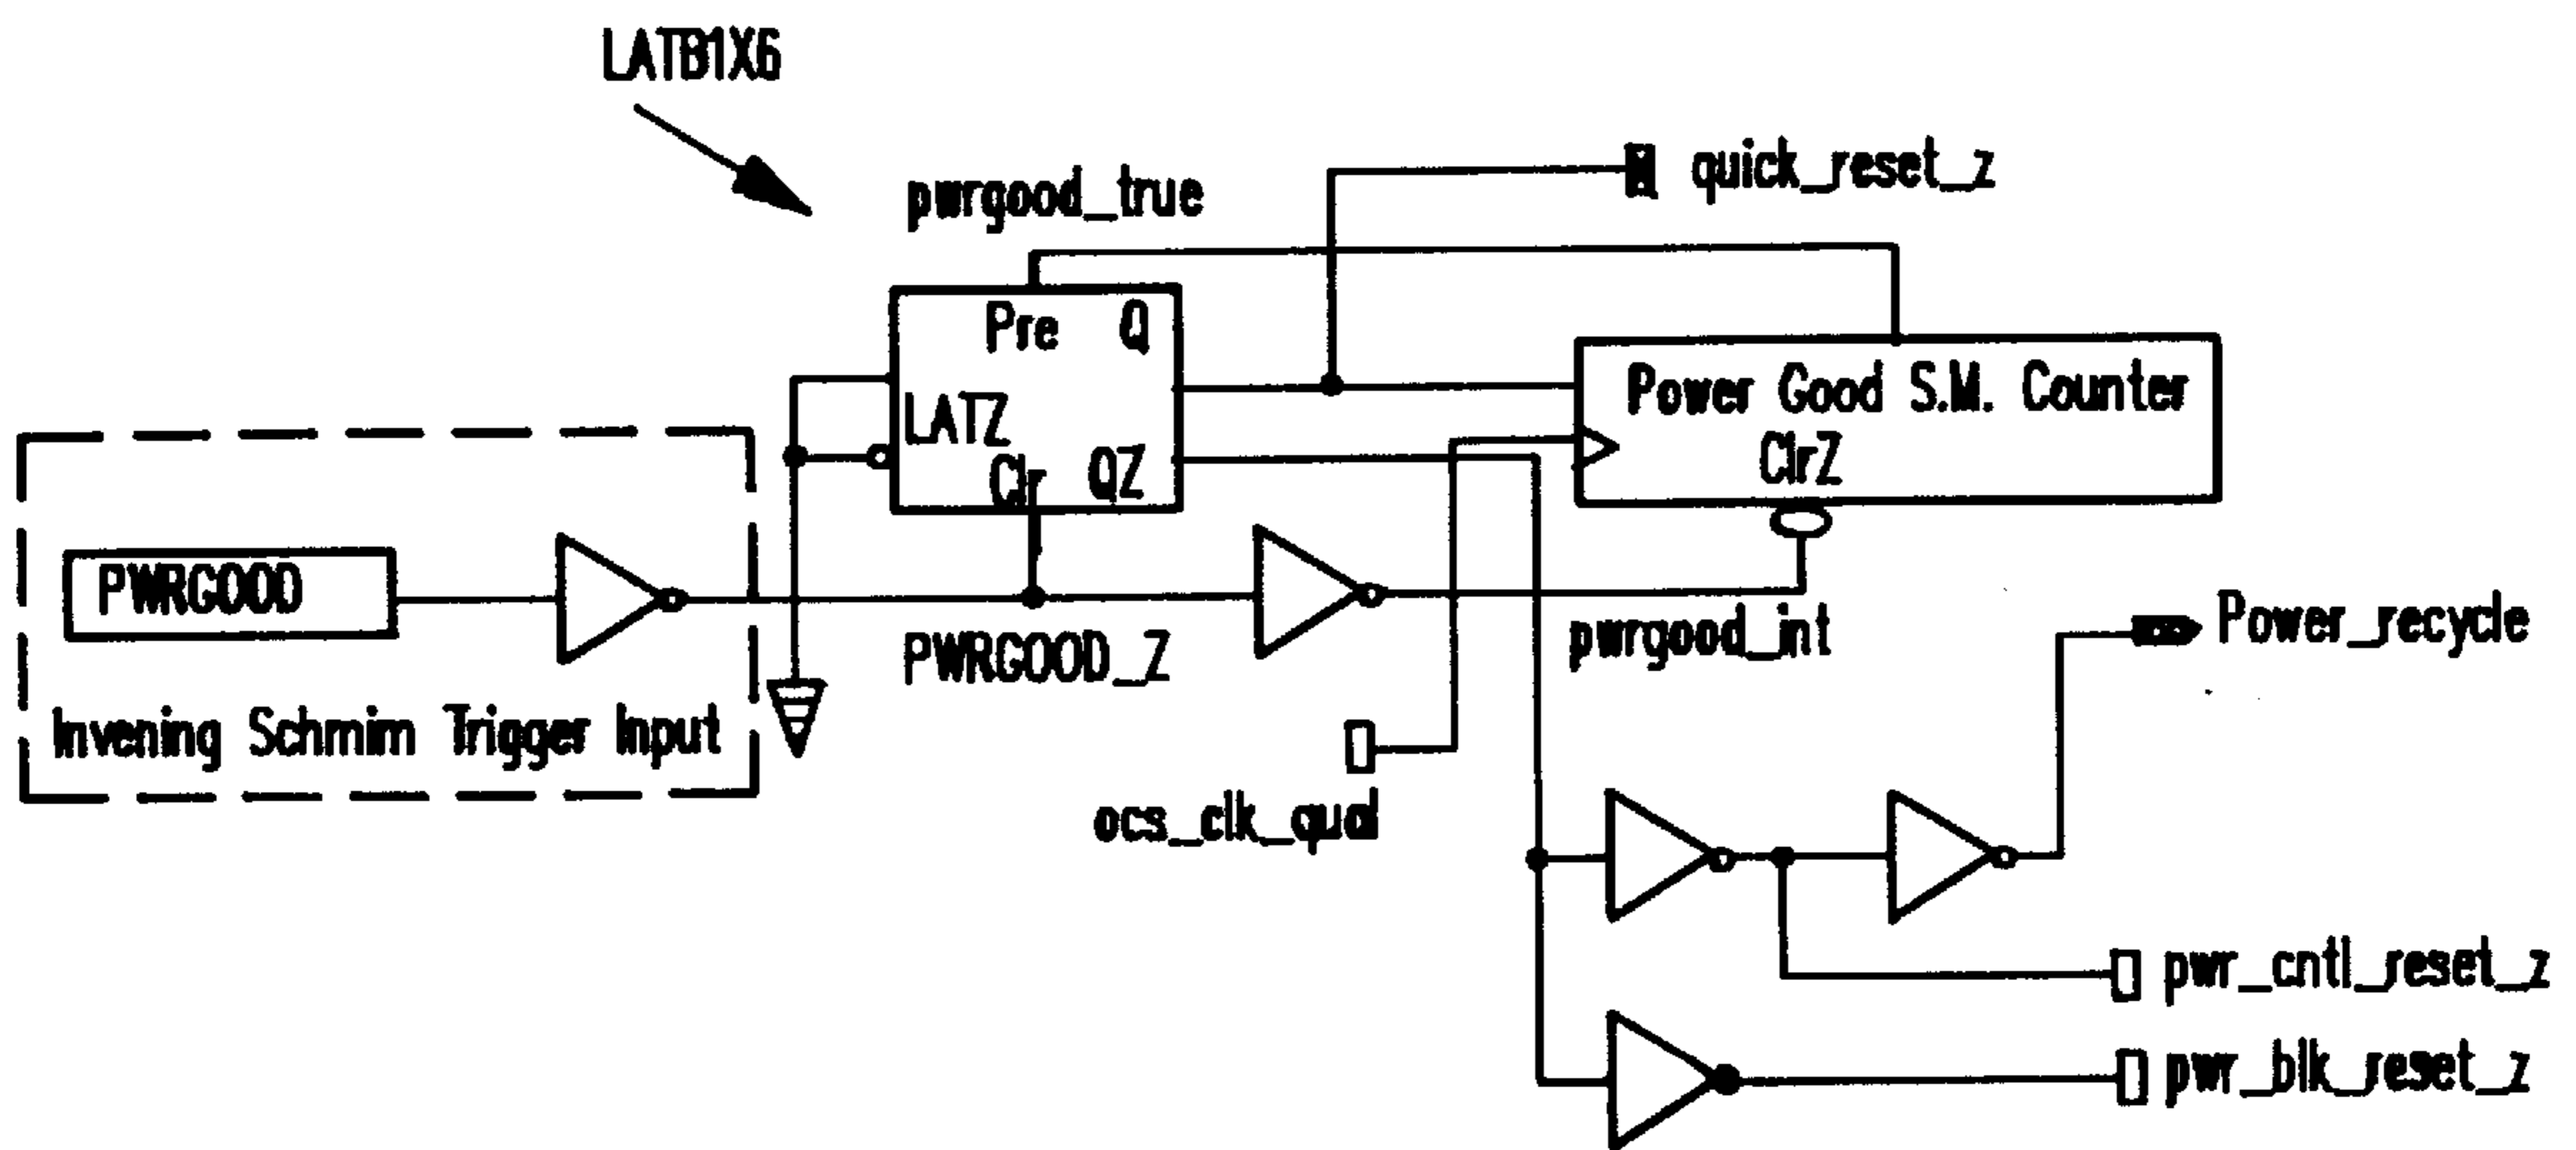 LATB1X6
pwrgood_true
quick_reset_z
Pre Q
LATZ
Clr QZ
Power Good S.M. Counter
ClrZ
PWRGOOD
Invening Schmim Trigger Input
PWRGOOD_Z
pwrgood_int
ocs_clk_qual
Power_recycle
pwr_cntl_reset_z
pwr_blk_reset_z